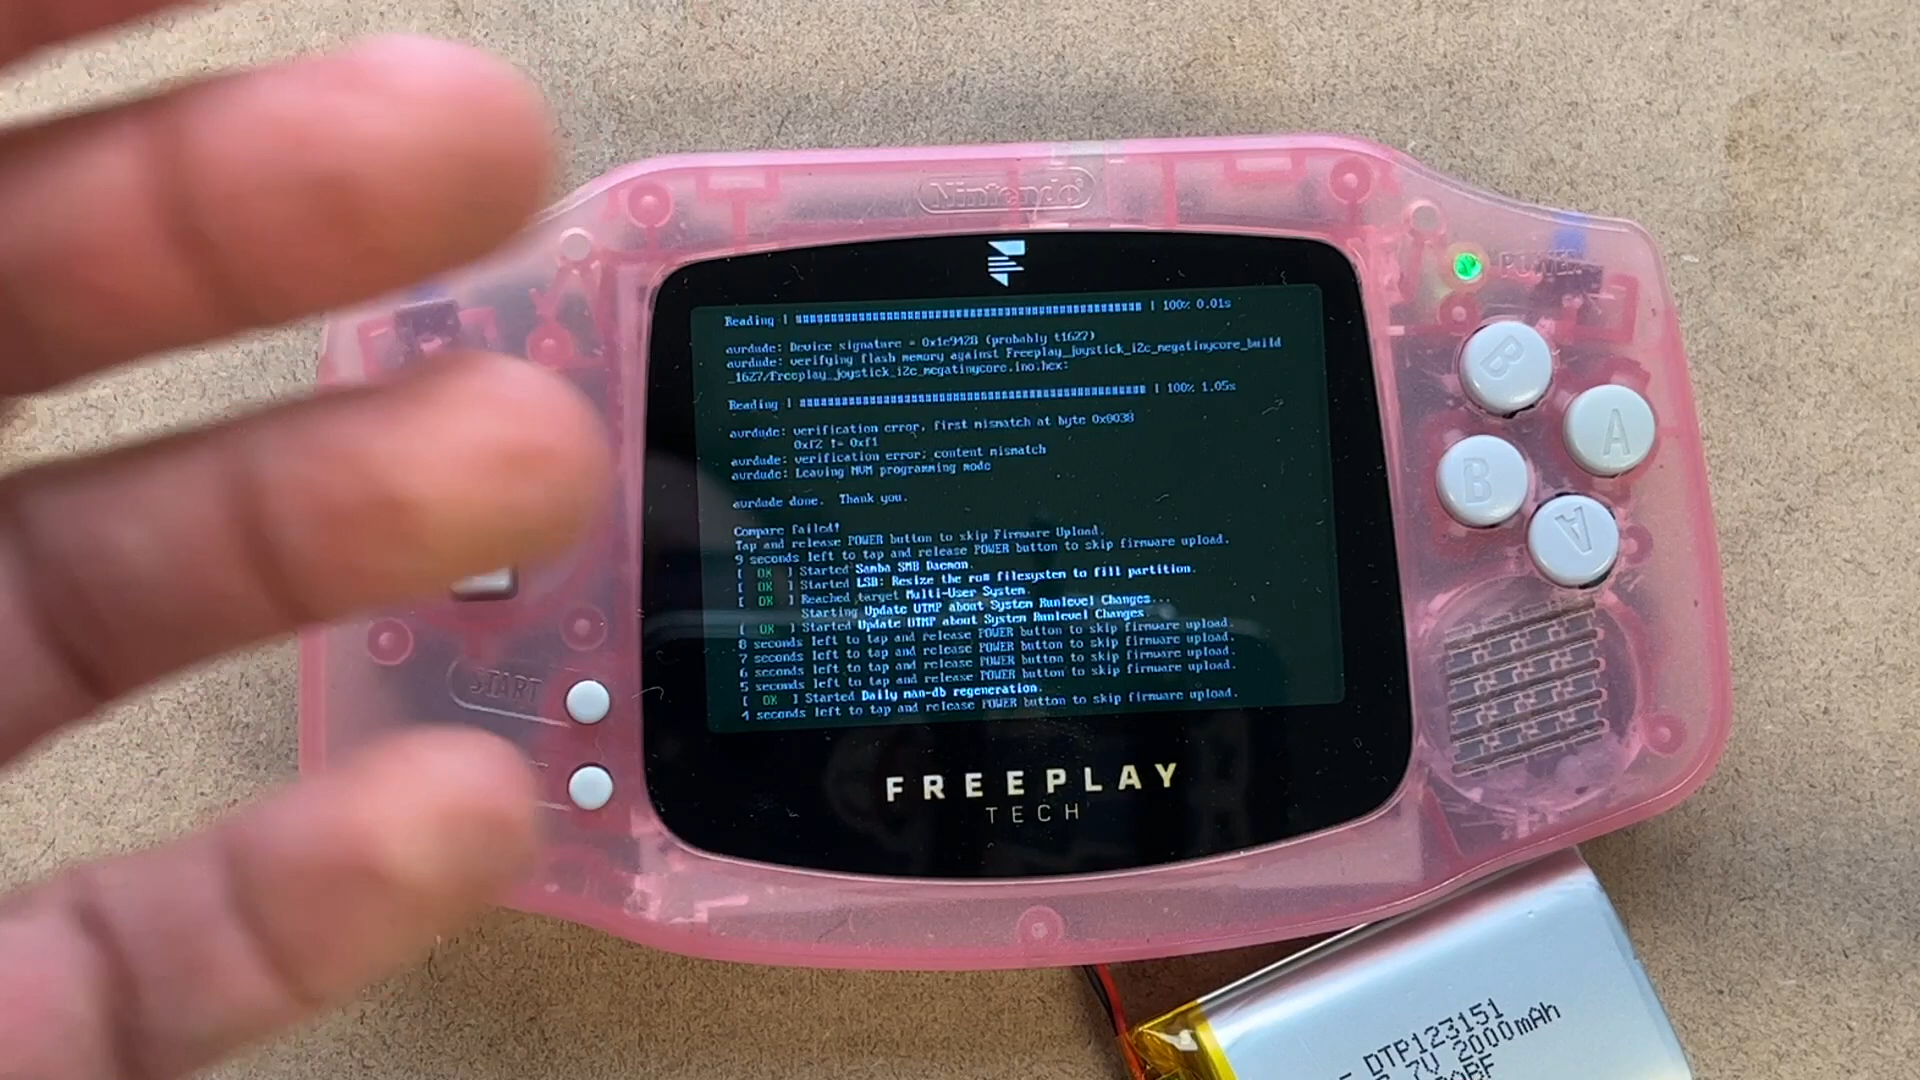 Nintendo®
POWER
Reading | ################################################## | 100% 0.01s
avrdude: Device signature = 0x1e9428 (probably t1627)
avrdude: verifying flash memory against Freeplay_joystick_i2c_megatinycore_build
_1627/Freeplay_joystick_i2c_megatinycore.ino.hex:
Reading | ################################################## | 100% 1.05s
avrdude: verification error, first mismatch at byte 0x0038
0xf2 != 0xf1
avrdude: verification error; content mismatch
avrdude: Leaving NVM programming mode
avrdude done.  Thank you.
Compare failed!
Tap and release POWER button to skip Firmware Upload.
9 seconds left to tap and release POWER button to skip firmware upload.
[ OK ] Started Samba SMB Daemon.
[ OK ] Started LSB: Resize the root filesystem to fill partition.
[ OK ] Reached target Multi-User System.
Starting Update UTMP about System Runlevel Changes...
[ OK ] Started Update UTMP about System Runlevel Changes.
8 seconds left to tap and release POWER button to skip firmware upload.
7 seconds left to tap and release POWER button to skip firmware upload.
6 seconds left to tap and release POWER button to skip firmware upload.
5 seconds left to tap and release POWER button to skip firmware upload.
[ OK ] Started Daily man-db regeneration.
4 seconds left to tap and release POWER button to skip firmware upload.
B
A
B
A
START
FREEPLAY
TECH
DTP123151
7V 2000mAh